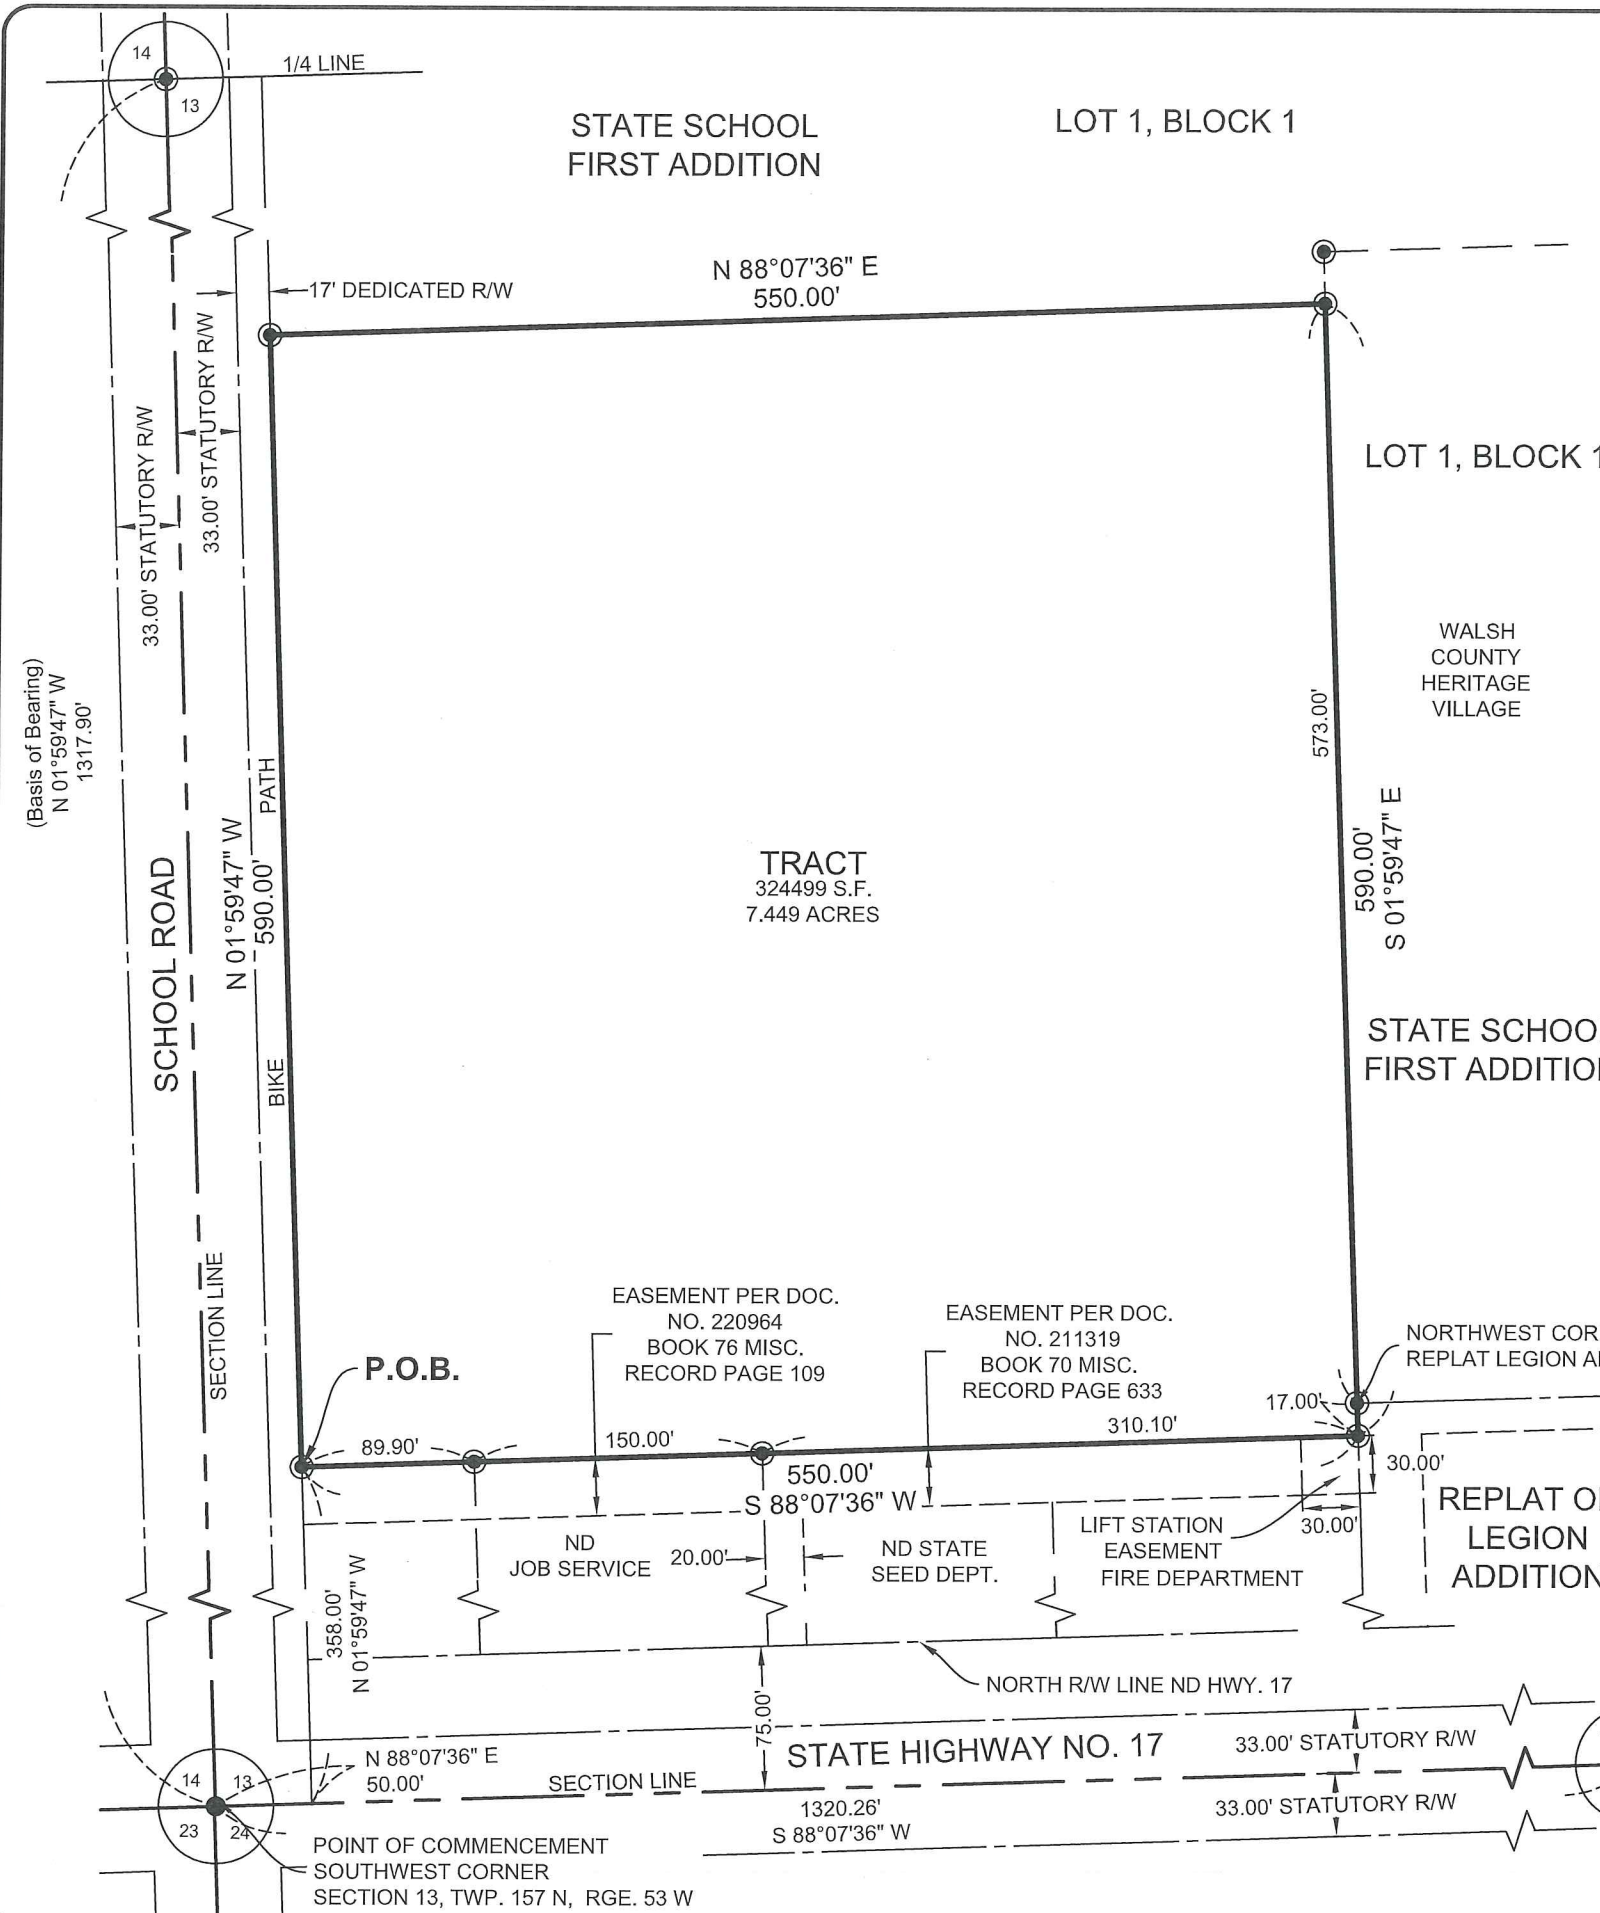 14
13
1/4 LINE
STATE SCHOOL
FIRST ADDITION
LOT 1, BLOCK 1
N 88°07'36" E
550.00'
17' DEDICATED R/W
33.00' STATUTORY R/W
33.00' STATUTORY R/W
LOT 1, BLOCK 1
(Basis of Bearing)
N 01°59'47" W
1317.90'
WALSH
COUNTY
HERITAGE
VILLAGE
573.00'
PATH
N 01°59'47" W
590.00'
SCHOOL ROAD
TRACT
324499 S.F.
7.449 ACRES
590.00'
S 01°59'47" E
STATE SCHOO
FIRST ADDITIO
BIKE
SECTION LINE
P.O.B.
EASEMENT PER DOC.
NO. 220964
BOOK 76 MISC.
RECORD PAGE 109
EASEMENT PER DOC.
NO. 211319
BOOK 70 MISC.
RECORD PAGE 633
NORTHWEST COR
REPLAT LEGION A
17.00'
89.90'
150.00'
310.10'
550.00'
S 88°07'36" W
30.00'
30.00'
REPLAT O
LEGION
ADDITION
ND
JOB SERVICE
20.00'
ND STATE
SEED DEPT.
LIFT STATION
EASEMENT
FIRE DEPARTMENT
358.00'
N 01°59'47" W
NORTH R/W LINE ND HWY. 17
75.00'
STATE HIGHWAY NO. 17
33.00' STATUTORY R/W
N 88°07'36" E
50.00'
SECTION LINE
14
13
23
24
1320.26'
S 88°07'36" W
33.00' STATUTORY R/W
POINT OF COMMENCEMENT
SOUTHWEST CORNER
SECTION 13, TWP. 157 N, RGE. 53 W